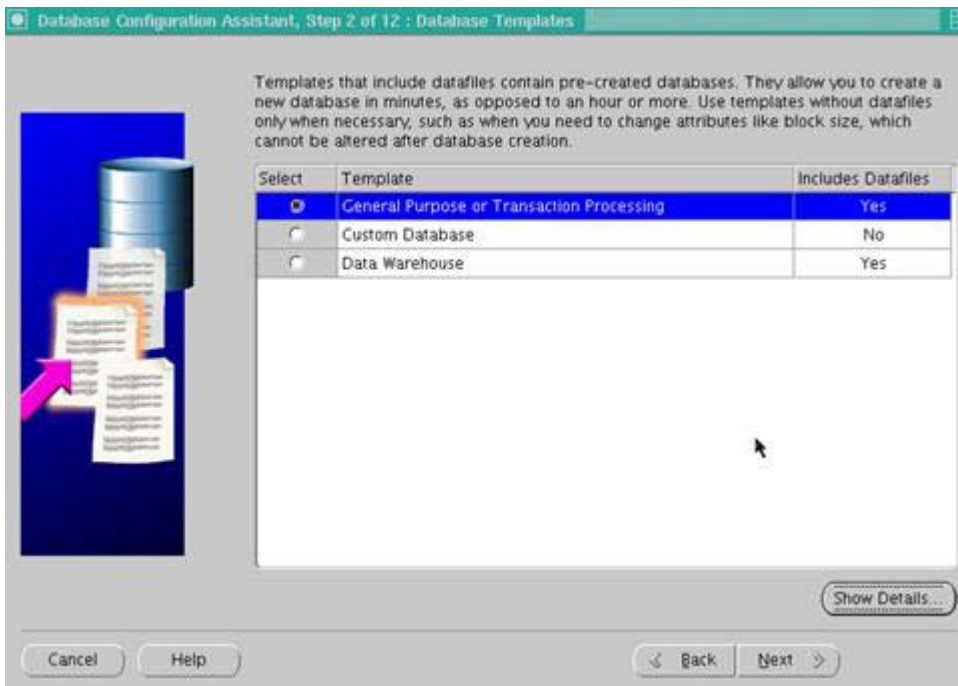 Database Configuration Assistant, Step 2 of 12 : Database Templates
Templates that include datafiles contain pre-created databases. They allow you to create a
new database in minutes, as opposed to an hour or more. Use templates without datafiles
only when necessary, such as when you need to change attributes like block size, which
cannot be altered after database creation.
Select Template Includes Datafiles
General Purpose or Transaction Processing Yes
Custom Database No
Data Warehouse Yes
Show Details...
Cancel Help Back Next